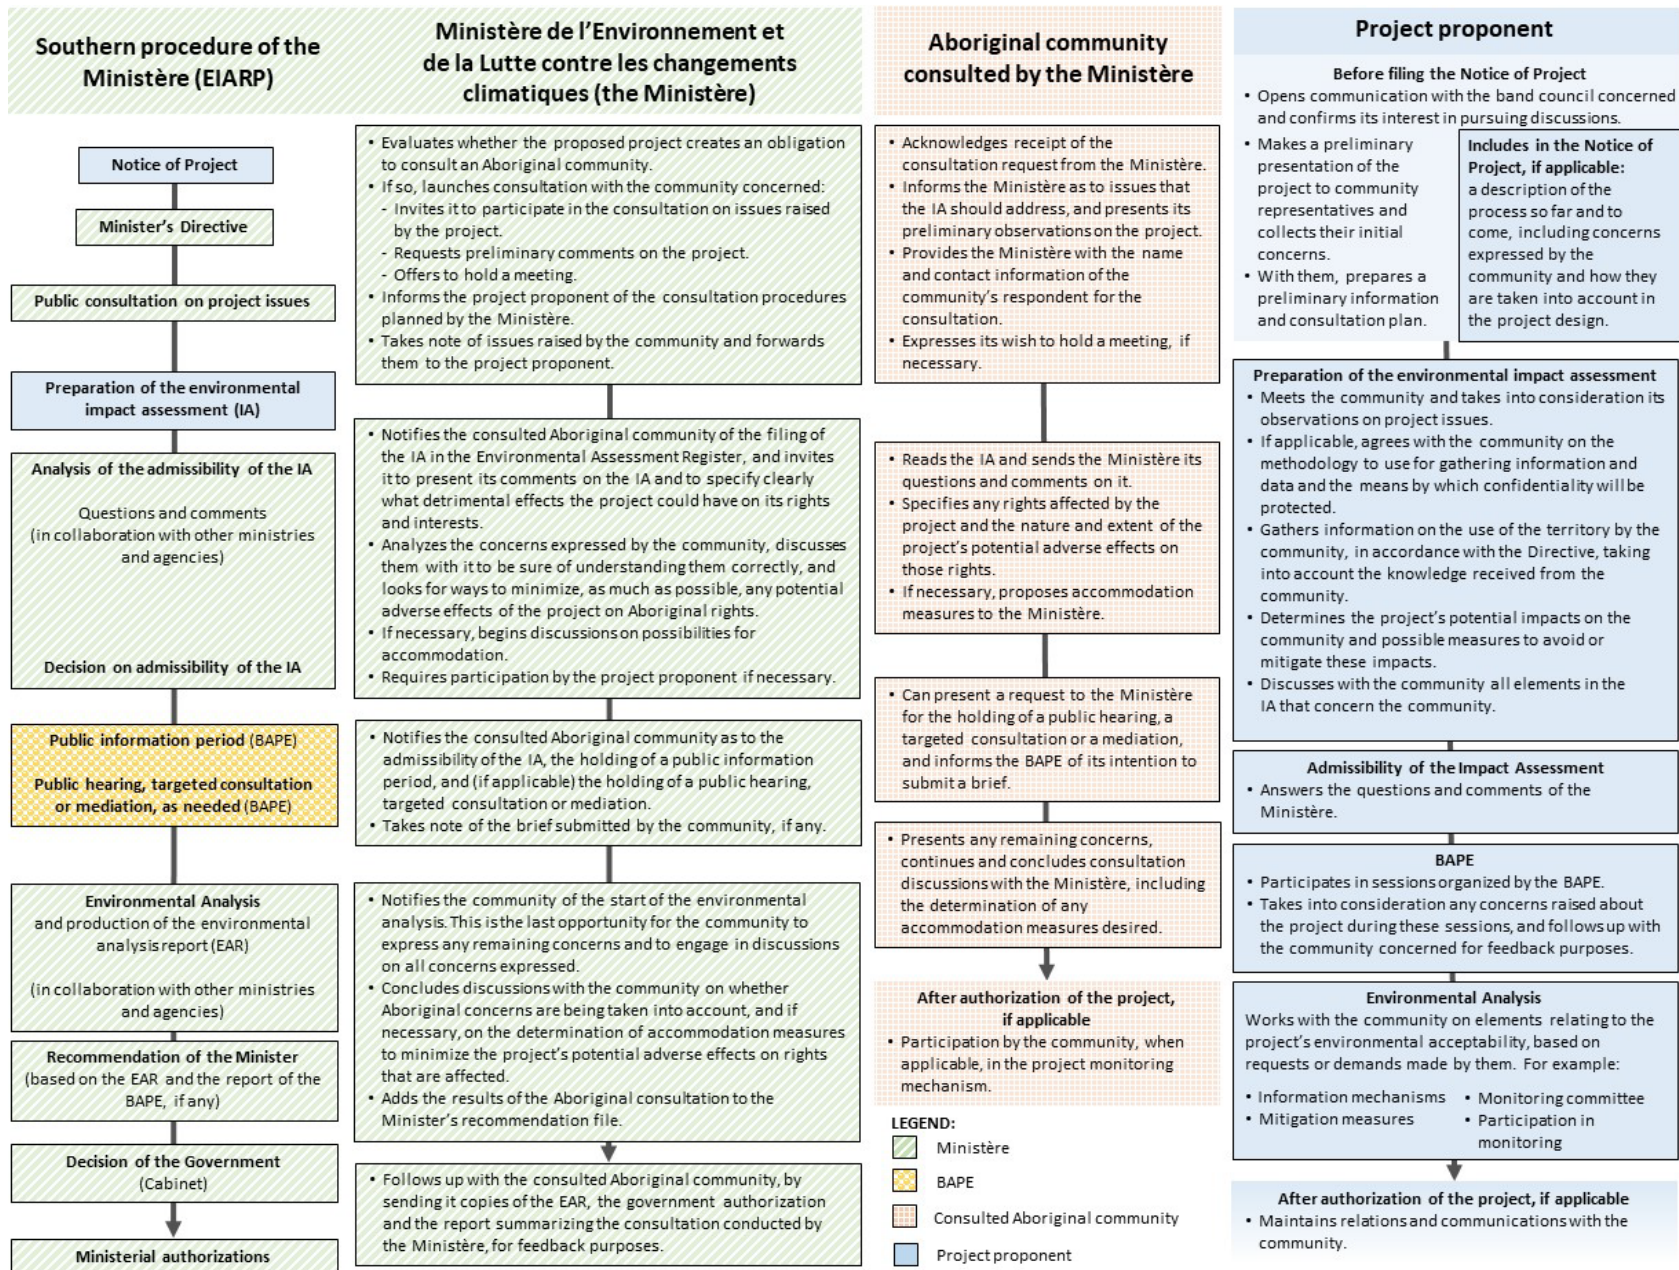 Southern procedure of the
Ministère (EIARP)
Notice of Project
Minister's Directive
Public consultation on project issues
Preparation of the environmental
impact assessment (IA)
Analysis of the admissibility of the IA
Questions and comments
(in collaboration with other ministries
and agencies)
Decision on admissibility of the IA
Public information period (BAPE)
Public hearing, targeted consultation
or mediation, as needed (BAPE)
Environmental Analysis
and production of the environmental
analysis report (EAR)
(in collaboration with other ministries
and agencies)
Recommendation of the Minister
(based on the EAR and the report of the
BAPE, if any)
Decision of the Government
(Cabinet)
Ministerial authorizations
Ministère de l'Environnement et
de la Lutte contre les changements
climatiques (the Ministère)
• Evaluates whether the proposed project creates an obligation
to consult an Aboriginal community.
• If so, launches consultation with the community concerned:
- Invites it to participate in the consultation on issues raised
by the project.
- Requests preliminary comments on the project.
- Offers to hold a meeting.
• Informs the project proponent of the consultation procedures
planned by the Ministère.
• Takes note of issues raised by the community and forwards
them to the project proponent.
• Notifies the consulted Aboriginal community of the filing of
the IA in the Environmental Assessment Register, and invites
it to present its comments on the IA and to specify clearly
what detrimental effects the project could have on its rights
and interests.
• Analyzes the concerns expressed by the community, discusses
them with it to be sure of understanding them correctly, and
looks for ways to minimize, as much as possible, any potential
adverse effects of the project on Aboriginal rights.
• If necessary, begins discussions on possibilities for
accommodation.
• Requires participation by the project proponent if necessary.
• Notifies the consulted Aboriginal community as to the
admissibility of the IA, the holding of a public information
period, and (if applicable) the holding of a public hearing,
targeted consultation or mediation.
• Takes note of the brief submitted by the community, if any.
• Notifies the community of the start of the environmental
analysis. This is the last opportunity for the community to
express any remaining concerns and to engage in discussions
on all concerns expressed.
• Concludes discussions with the community on whether
Aboriginal concerns are being taken into account, and if
necessary, on the determination of accommodation measures
to minimize the project's potential adverse effects on rights
that are affected.
• Adds the results of the Aboriginal consultation to the
Minister's recommendation file.
• Follows up with the consulted Aboriginal community, by
sending it copies of the EAR, the government authorization
and the report summarizing the consultation conducted by
the Ministère, for feedback purposes.
Aboriginal community
consulted by the Ministère
• Acknowledges receipt of the
consultation request from the Ministère.
• Informs the Ministère as to issues that
the IA should address, and presents its
preliminary observations on the project.
• Provides the Ministère with the name
and contact information of the
community's respondent for the
consultation.
• Expresses its wish to hold a meeting, if
necessary.
• Reads the IA and sends the Ministère its
questions and comments on it.
• Specifies any rights affected by the
project and the nature and extent of the
project's potential adverse effects on
those rights.
• If necessary, proposes accommodation
measures to the Ministère.
• Can present a request to the Ministère
for the holding of a public hearing, a
targeted consultation or a mediation,
and informs the BAPE of its intention to
submit a brief.
• Presents any remaining concerns,
continues and concludes consultation
discussions with the Ministère, including
the determination of any
accommodation measures desired.
After authorization of the project,
if applicable
• Participation by the community, when
applicable, in the project monitoring
mechanism.
LEGEND:
Ministère
BAPE
Consulted Aboriginal community
Project proponent
Project proponent
Before filing the Notice of Project
• Opens communication with the band council concerned
and confirms its interest in pursuing discussions.
• Makes a preliminary
presentation of the
project to community
representatives and
collects their initial
concerns.
• With them, prepares a
preliminary information
and consultation plan.
Includes in the Notice of
Project, if applicable:
a description of the
process so far and to
come, including concerns
expressed by the
community and how they
are taken into account in
the project design.
Preparation of the environmental impact assessment
• Meets the community and takes into consideration its
observations on project issues.
• If applicable, agrees with the community on the
methodology to use for gathering information and
data and the means by which confidentiality will be
protected.
• Gathers information on the use of the territory by the
community, in accordance with the Directive, taking
into account the knowledge received from the
community.
• Determines the project's potential impacts on the
community and possible measures to avoid or
mitigate these impacts.
• Discusses with the community all elements in the
IA that concern the community.
Admissibility of the Impact Assessment
• Answers the questions and comments of the
Ministère.
BAPE
• Participates in sessions organized by the BAPE.
• Takes into consideration any concerns raised about
the project during these sessions, and follows up with
the community concerned for feedback purposes.
Environmental Analysis
Works with the community on elements relating to the
project's environmental acceptability, based on
requests or demands made by them. For example:
• Information mechanisms
• Mitigation measures
• Monitoring committee
• Participation in
monitoring
After authorization of the project, if applicable
• Maintains relations and communications with the
community.